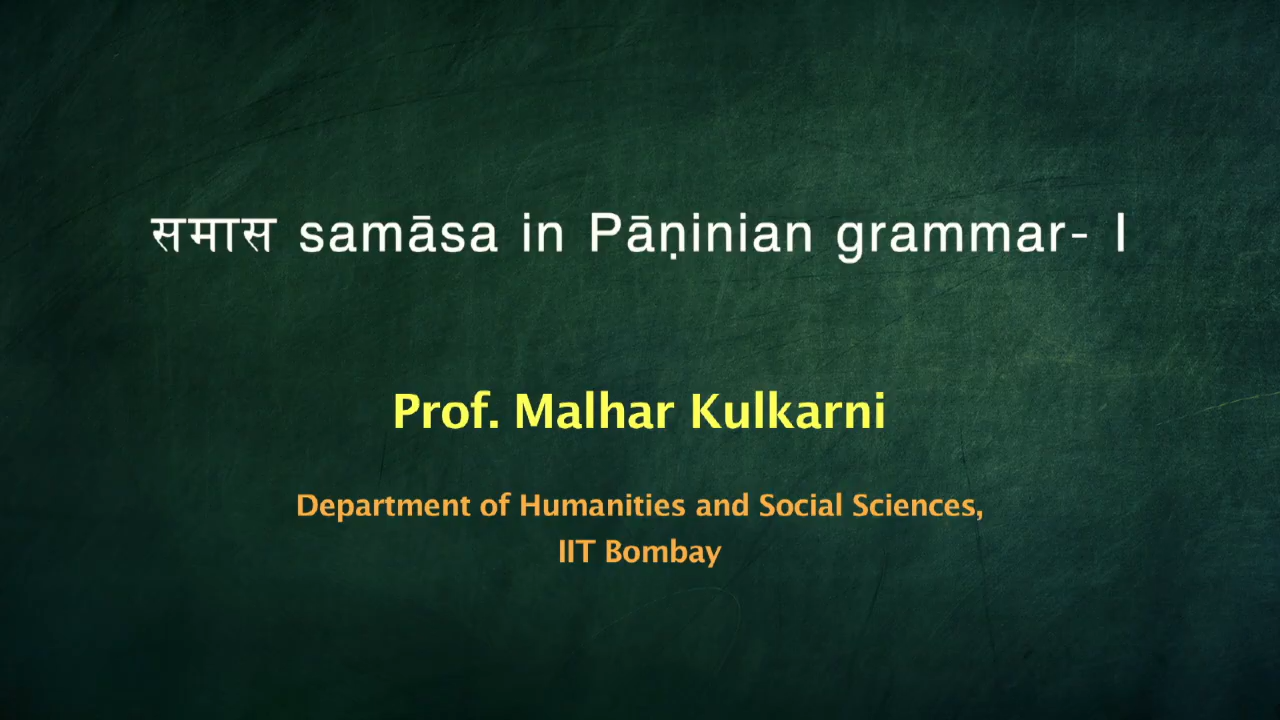 समास samāsa in Pāṇinian grammar- I
Prof. Malhar Kulkarni
Department of Humanities and Social Sciences,
IIT Bombay